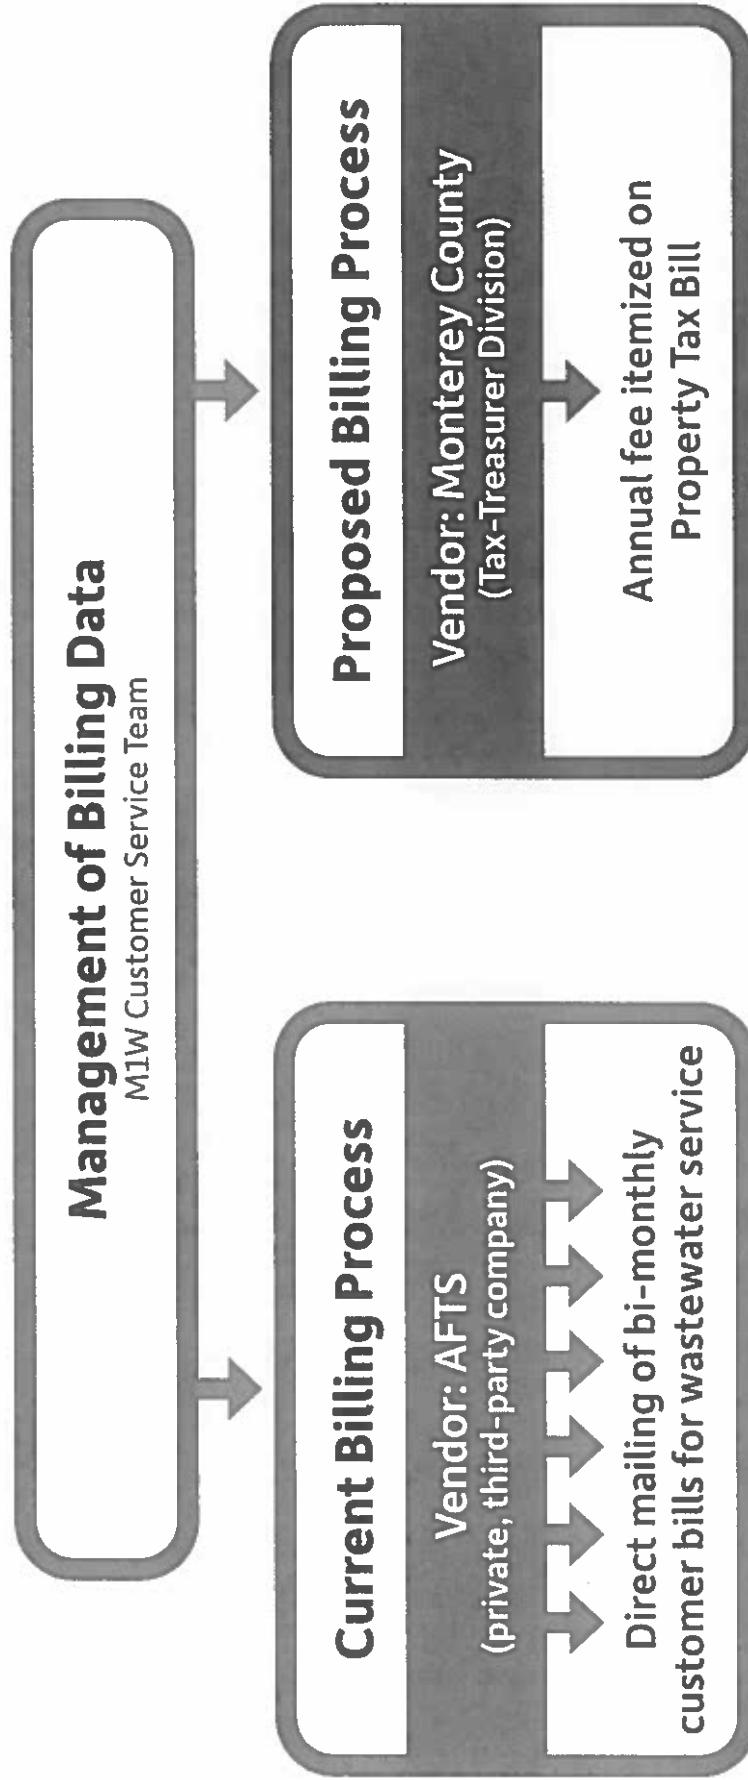 Management of Billing Data
M1W Customer Service Team
Current Billing Process
Vendor: AFTS
(private, third-party company)
Direct mailing of bi-monthly
customer bills for wastewater service
Proposed Billing Process
Vendor: Monterey County
(Tax-Treasurer Division)
Annual fee itemized on
Property Tax Bill